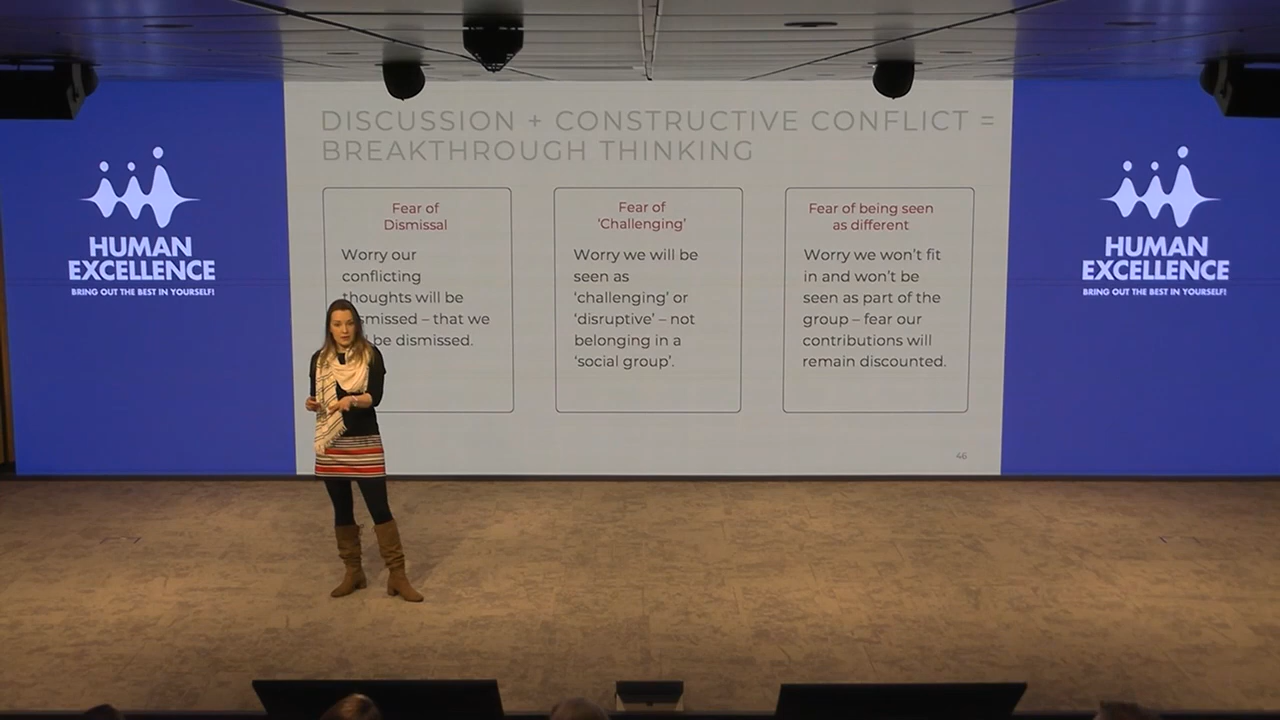 DISCUSSION + CONSTRUCTIVE CONFLICT =
BREAKTHROUGH THINKING
HUMAN
EXCELLENCE
BRING OUT THE BEST IN YOURSELF!
Fear of
Dismissal
Worry our
conflicting
thoughts will be
– that we
be dismissed.
Fear of
‘Challenging’
Worry we will be
seen as
‘challenging’ or
‘disruptive’ – not
belonging in a
‘social group’.
Fear of being seen
as different
Worry we won’t fit
in and won’t be
seen as part of the
group – fear our
contributions will
remain discounted.
46
HUMAN
EXCELLENCE
BRING OUT THE BEST IN YOURSELF!